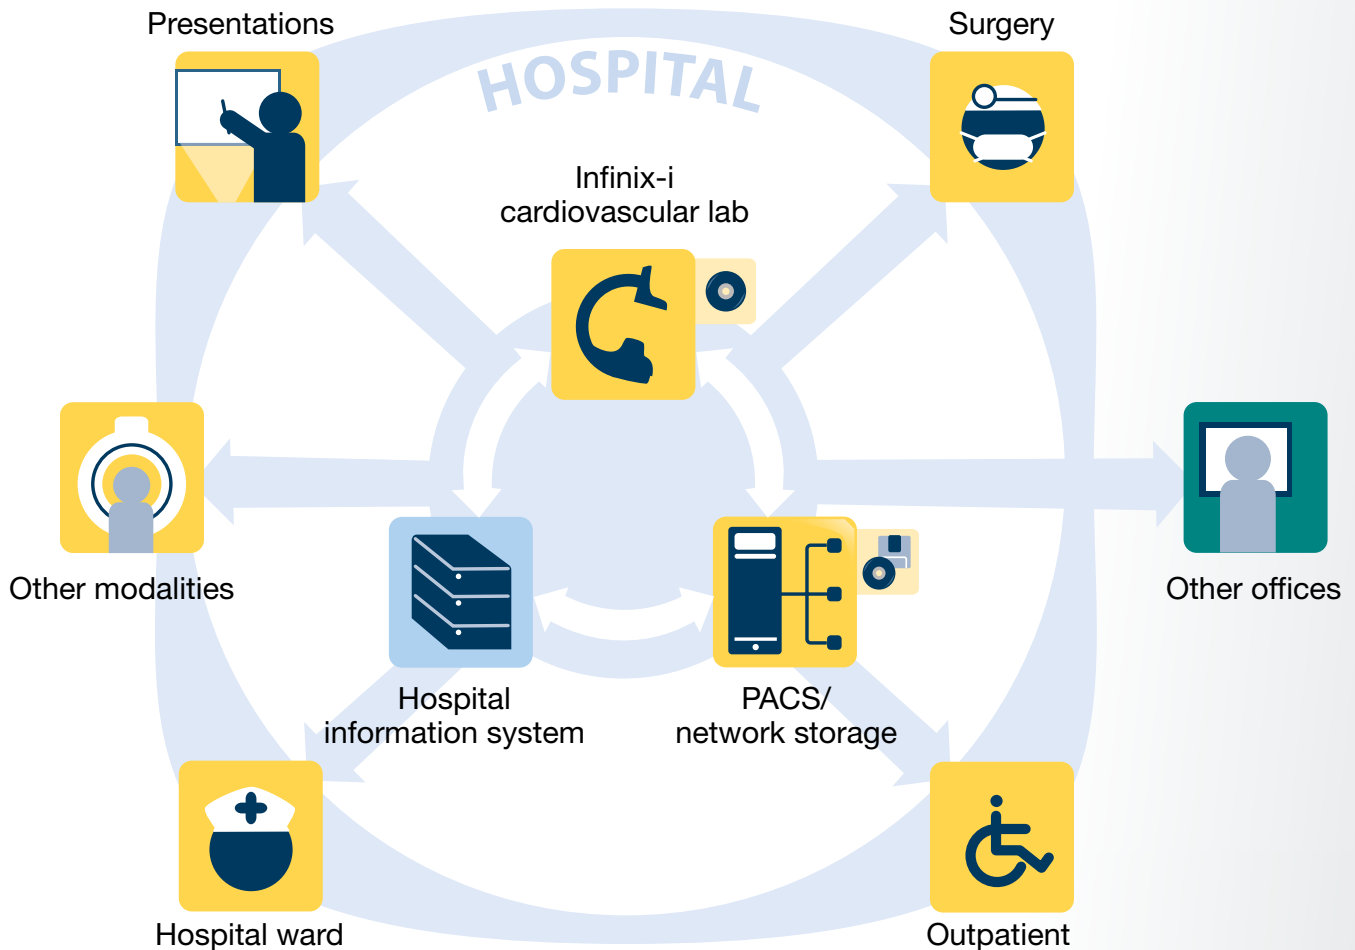 Presentations
Surgery
HOSPITAL
Infinix-i
cardiovascular lab
Other modalities
Other offices
Hospital
information system
PACS/
network storage
Hospital ward
Outpatient